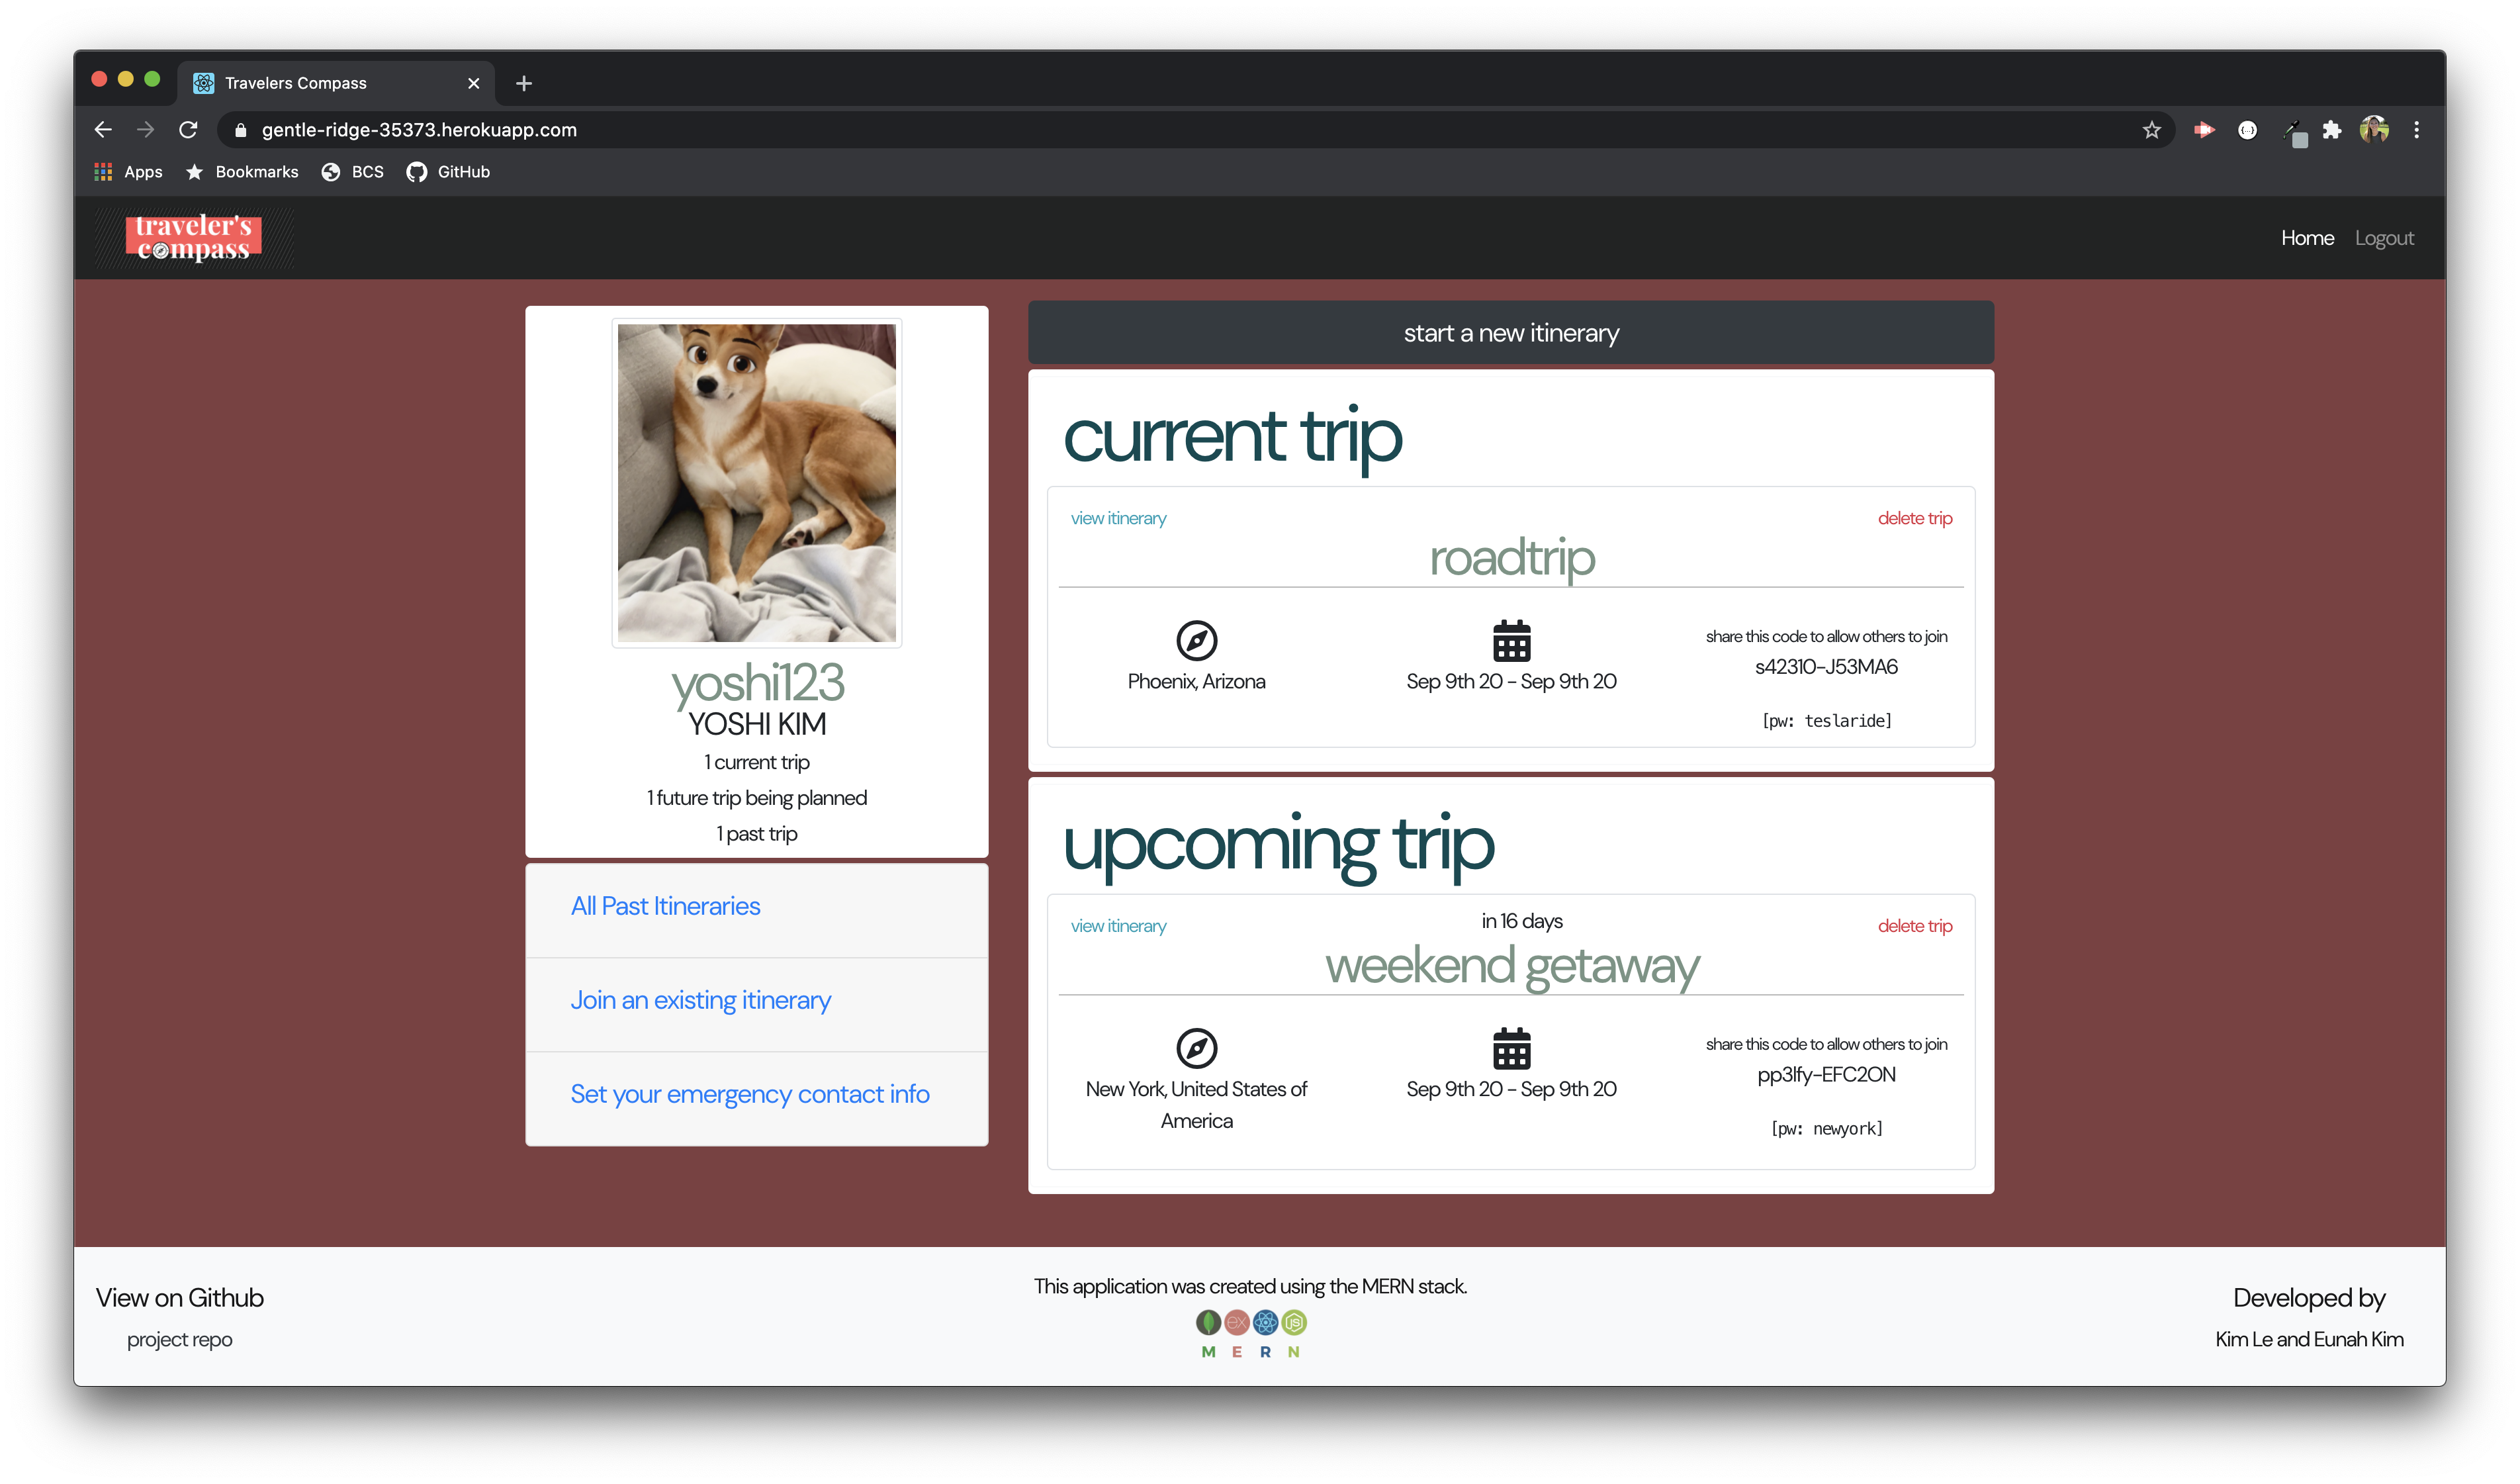 Travelers Compass
gentle-ridge-35373.herokuapp.com
Apps
Bookmarks
BCS
GitHub
traveler's
compass
Home
Logout
yoshi123
YOSHI KIM
1 current trip
1 future trip being planned
1 past trip
All Past Itineraries
Join an existing itinerary
Set your emergency contact info
start a new itinerary
current trip
view itinerary
delete trip
roadtrip
Phoenix, Arizona
Sep 9th 20 - Sep 9th 20
share this code to allow others to join
s42310-J53MA6
[pw: teslaride]
upcoming trip
view itinerary
in 16 days
delete trip
weekend getaway
New York, United States of
America
Sep 9th 20 - Sep 9th 20
share this code to allow others to join
[pw: newyork]
View on Github
project repo
This application was created using the MERN stack.
ex
JS
M E R N
Developed by
Kim Le and Eunah Kim